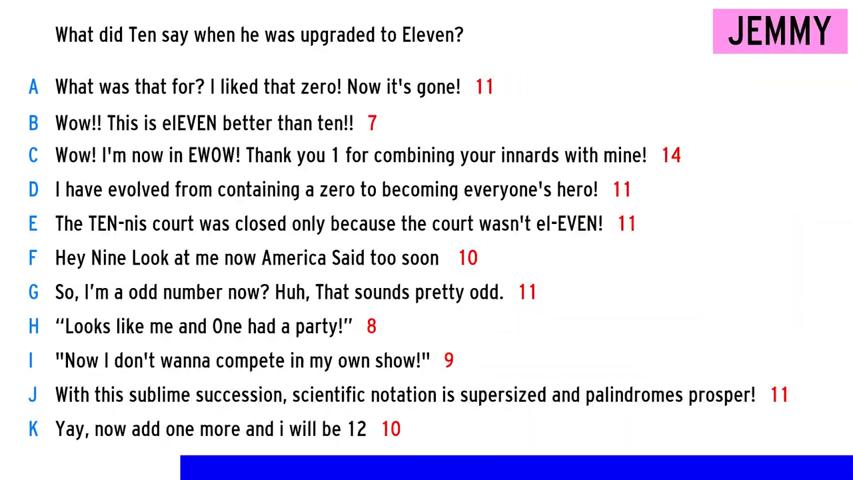 What did Ten say when he was upgraded to Eleven?
JEMMY
A What was that for? I liked that zero! Now it's gone! 11
B Wow!! This is elEVEN better than ten!! 7
C Wow! I'm now in EWOW! Thank you 1 for combining your innards with mine! 14
D I have evolved from containing a zero to becoming everyone's hero! 11
E The TEN-nis court was closed only because the court wasn't el-EVEN! 11
F Hey Nine Look at me now America Said too soon 10
G So, I’m a odd number now? Huh, That sounds pretty odd. 11
H “Looks like me and One had a party!” 8
I "Now I don't wanna compete in my own show!" 9
J With this sublime succession, scientific notation is supersized and palindromes prosper! 11
K Yay, now add one more and i will be 12 10